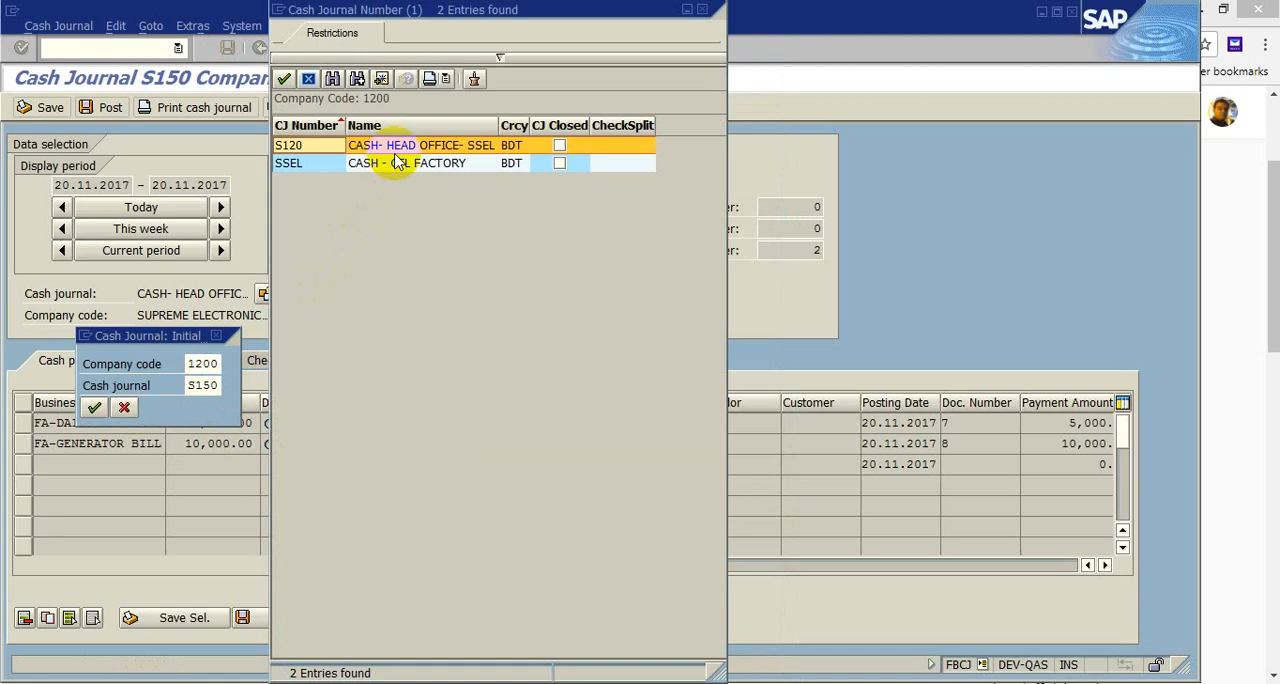 Cash Journal Edit Goto Extras System
SAP
er bookmarks
Cash Journal S150 Compa
Save Post Print cash journal
Data selection
Display period
20.11.2017 - 20.11.2017
Today
This week
Current period
Cash journal: CASH- HEAD OFFIC...
Company code: SUPREME ELECTRONIC...
er: 0
er: 0
er: 2
Cash Journal Number (1) 2 Entries found
Restrictions
Company Code: 1200
CJ Number Name Crcy CJ Closed CheckSplit
S120 CASH- HEAD OFFICE- SSEL BDT
SSEL CASH - FACTORY BDT
2 Entries found
Cash Journal: Initial
Company code 1200
Cash journal S150
Cash p Che
Busines D dor Customer Posting Date Doc. Number Payment Amount
FA-DA 20.11.2017 7 5,000.
FA-GENERATOR BILL 10,000.00 20.11.2017 8 10,000.
20.11.2017 0.
Save Sel.
FBCJ DEV-QAS INS